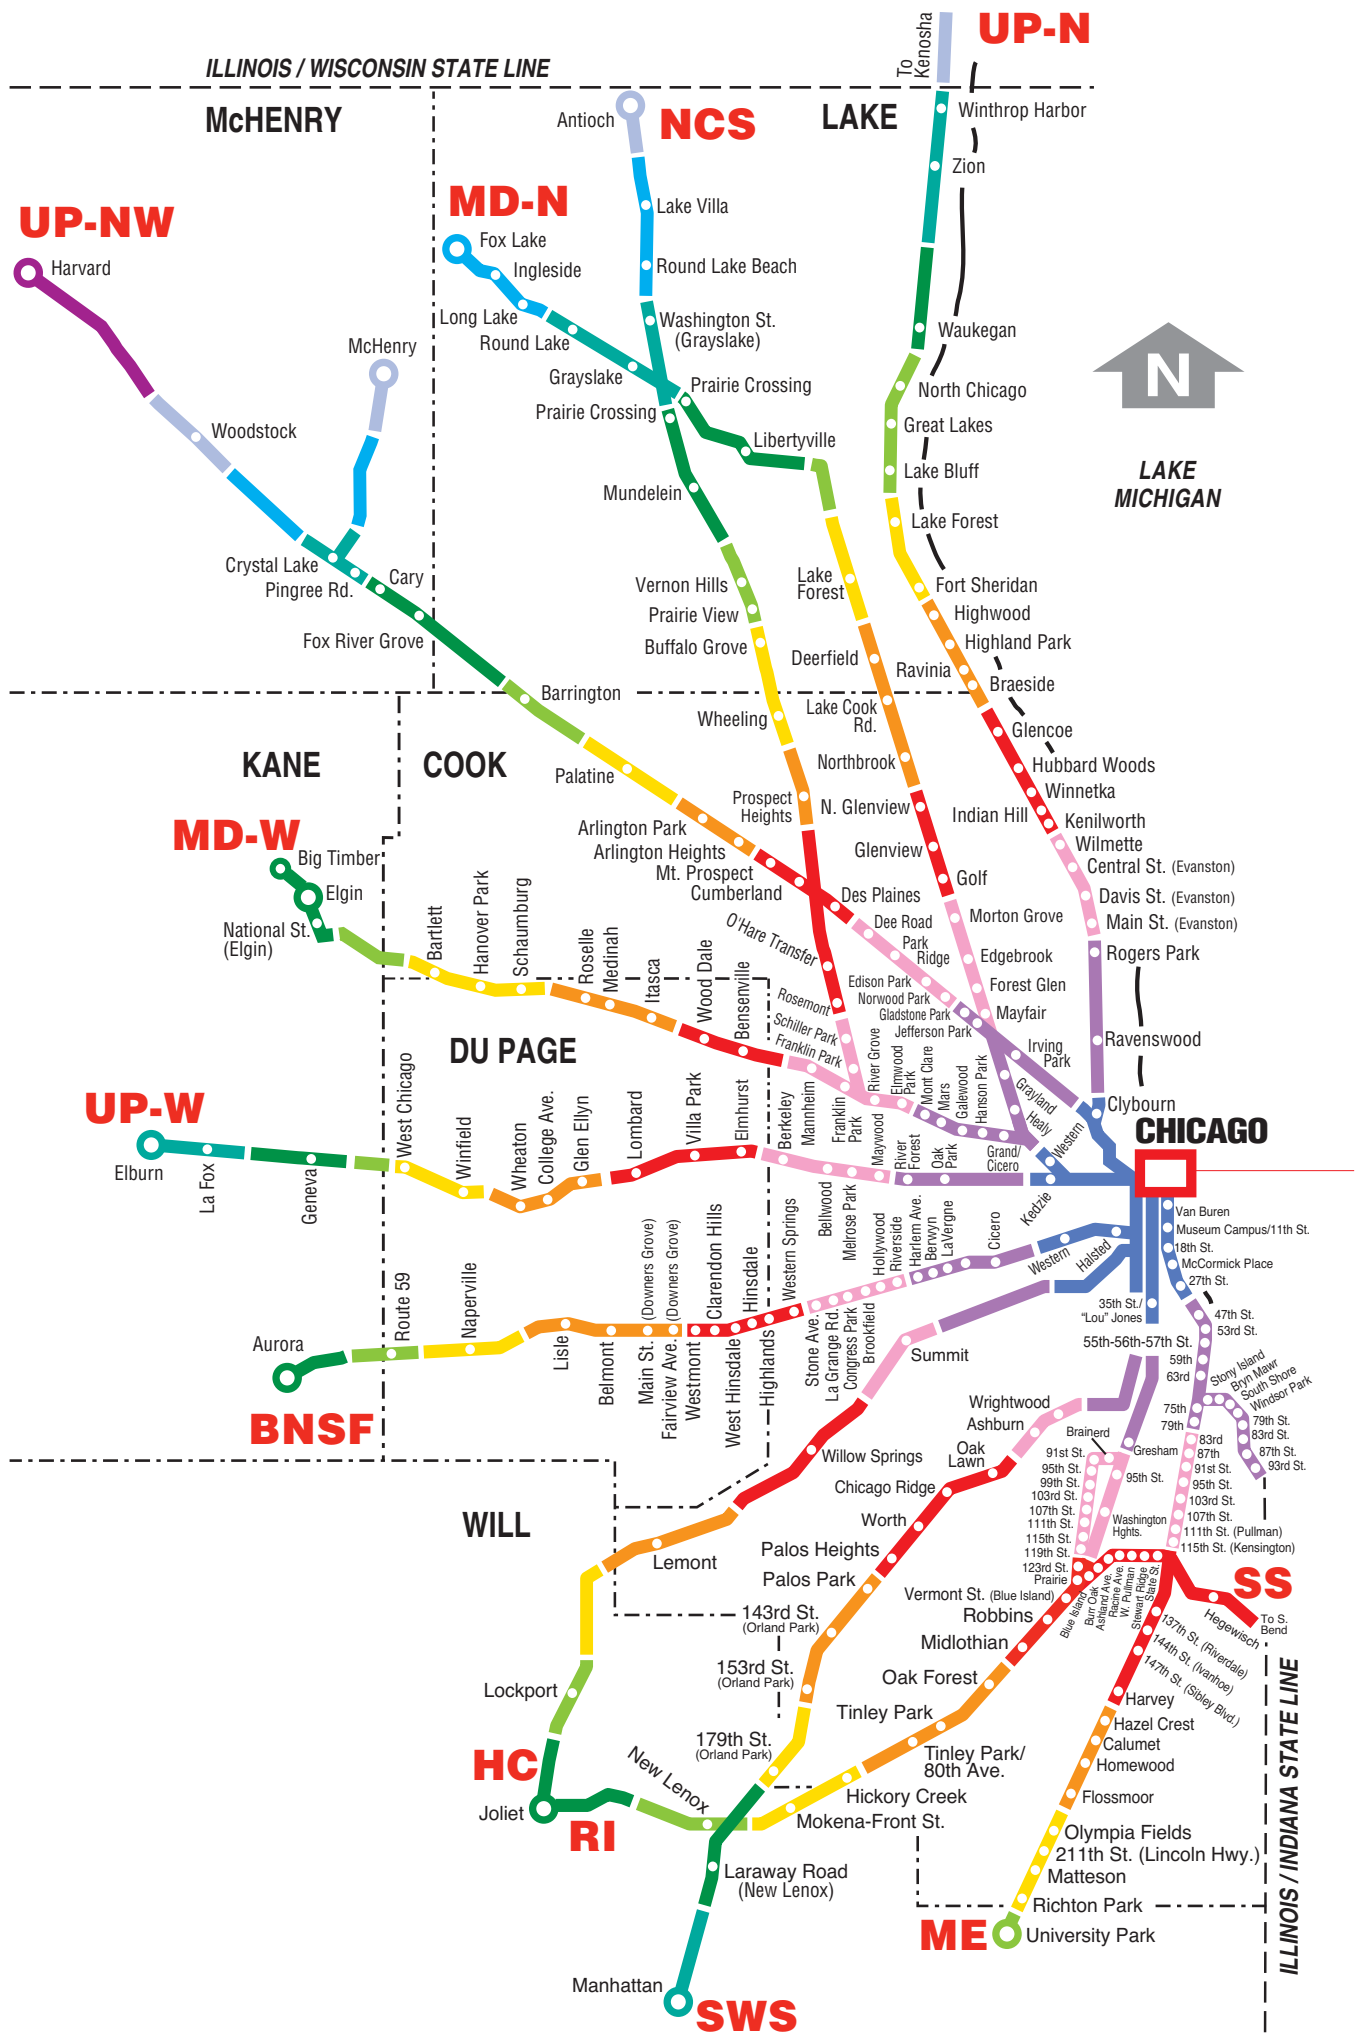 UP-N
To
Kenosha
ILLINOIS / WISCONSIN STATE LINE
McHENRY
Antioch
NCS
LAKE
Winthrop Harbor
Zion
MD-N
Lake Villa
UP-NW
Fox Lake
Harvard
Ingleside
Round Lake Beach
Long Lake
Washington St.
(Grayslake)
Waukegan
Round Lake
McHenry
Grayslake
N
Prairie Crossing
North Chicago
Prairie Crossing
Great Lakes
Woodstock
Libertyville
Lake Bluff
LAKE
MICHIGAN
Mundelein
Lake Forest
Crystal Lake
Cary
Pingree Rd.
Vernon Hills
Lake
Forest
Fort Sheridan
Highwood
Prairie View
Fox River Grove
Buffalo Grove
Highland Park
Deerfield
Ravinia
Braeside
Barrington
Wheeling
Lake Cook
Rd.
Glencoe
KANE
COOK
Palatine
Northbrook
Hubbard Woods
Winnetka
Prospect
Heights
N. Glenview
Indian Hill
Kenilworth
MD-W
Arlington Park
Wilmette
Big Timber
Arlington Heights
Glenview
Central St. (Evanston)
Mt. Prospect
Elgin
Cumberland
Des Plaines
Golf
Davis St. (Evanston)
National St.
(Elgin)
Dee Road
Morton Grove
Main St. (Evanston)
Bartlett
Hanover Park
Schaumburg
Roselle
Medinah
Itasca
Wood Dale
Bensenville
O'Hare Transfer
Park
Ridge
Edgebrook
Rogers Park
Edison Park
Forest Glen
Norwood Park
Rosemont
Gladstone Park
Mayfair
Jefferson Park
Schiller Park
Franklin Park
Irving
Park
Ravenswood
DU PAGE
River Grove
Elmwood
Park
Mont Clare
Mars
Galewood
Hanson Park
Grayland
Healy
Western
Clybourn
UP-W
CHICAGO
West Chicago
Winfield
Wheaton
College Ave.
Glen Ellyn
Lombard
Villa Park
Elmhurst
Berkeley
Mannheim
Franklin
Park
Maywood
River
Forest
Oak
Park
Grand/
Cicero
Elburn
La Fox
Geneva
Bellwood
Melrose Park
Kedzie
Van Buren
Museum Campus/11th St.
18th St.
McCormick Place
27th St.
Route 59
Naperville
Lisle
Belmont
Main St. (Downers Grove)
Fairview Ave. (Downers Grove)
Westmont
Clarendon Hills
West Hinsdale
Hinsdale
Highlands
Western Springs
Stone Ave.
La Grange Rd.
Congress Park
Brookfield
Hollywood
Riverside
Harlem Ave.
Berwyn
LaVergne
Cicero
Western
Halsted
35th St./
"Lou" Jones
47th St.
53rd St.
Aurora
55th-56th-57th St.
Summit
59th
63rd
Stony Island
Bryn Mawr
South Shore
Windsor Park
BNSF
Wrightwood
75th
Ashburn
79th
79th St.
83rd St.
87th St.
93rd St.
Brainerd
83rd
87th
91st St.
95th St.
103rd St.
107th St.
111th St. (Pullman)
115th St. (Kensington)
Willow Springs
Oak
Lawn
91st St.
Gresham
95th St.
95th St.
99th St.
103rd St.
107th St.
111th St.
115th St.
119th St.
123rd St.
Prairie
Washington
Hghts.
Chicago Ridge
Worth
WILL
Lemont
Palos Heights
Palos Park
SS
Vermont St. (Blue Island)
Blue Island
Burr Oak
Ashland Ave.
Racine Ave.
W. Pullman
Stewart Ridge
State St.
Hegewisch
To S.
Bend
143rd St.
(Orland Park)
Robbins
137th St. (Riverdale)
144th St. (Ivanhoe)
147th St. (Sibley Blvd.)
Midlothian
153rd St.
(Orland Park)
Oak Forest
Lockport
Harvey
Tinley Park
Hazel Crest
179th St.
(Orland Park)
Calumet
Tinley Park/
80th Ave.
Homewood
HC
New Lenox
Hickory Creek
Flossmoor
Joliet
Mokena-Front St.
RI
Olympia Fields
211th St. (Lincoln Hwy.)
Laraway Road
(New Lenox)
Matteson
Richton Park
ME
University Park
ILLINOIS / INDIANA STATE LINE
Manhattan
SWS